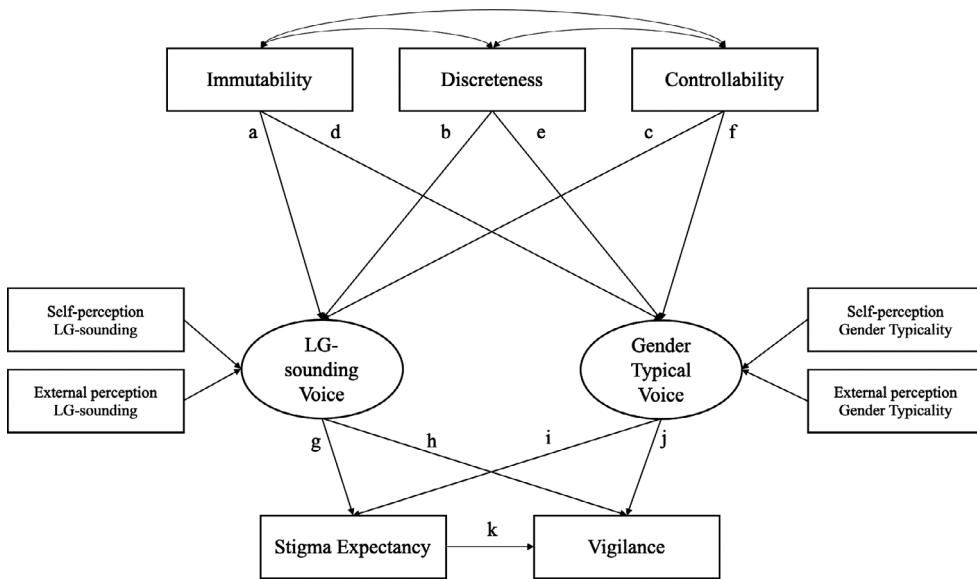 Immutability
Discreteness
Controllability
a
d
b
e
c
f
Self-perception
LG-sounding
External perception
LG-sounding
LG-
sounding
Voice
Gender
Typical
Voice
Self-perception
Gender Typicality
External perception
Gender Typicality
g
h
i
j
Stigma Expectancy
k
Vigilance